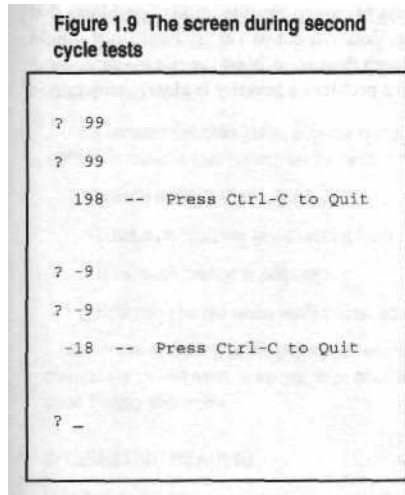 Figure 1.9 The screen during second
cycle tests
? 99
? 99
198 -- Press Ctrl-C to Quit
? -9
? -9
-18 -- Press Ctrl-C to Quit
? _